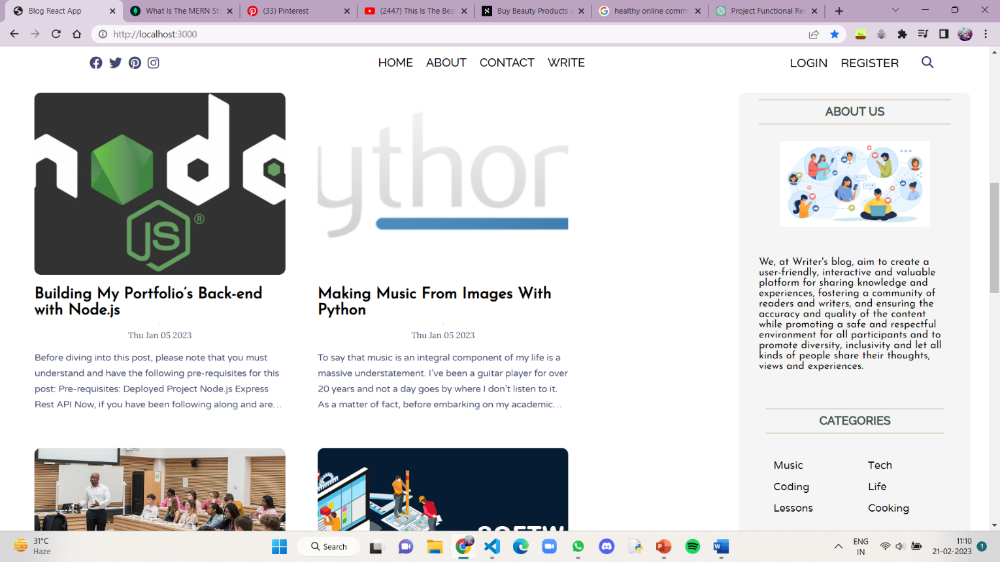 Blog React App
What Is The MERN Sta
(33) Pinterest
(2447) This Is The Bes
Buy Beauty Products a
healthy online commu
Project Functional Re
http://localhost:3000
HOME ABOUT CONTACT WRITE
LOGIN REGISTER
node
JS
®
Building My Portfolio’s Back-end
with Node.js
Thu Jan 05 2023
Before diving into this post, please note that you must
understand and have the following pre-requisites for this
post: Pre-requisites: Deployed Project Node.js Express
Rest API Now, if you have been following along and are…
ython
Making Music From Images With
Python
Thu Jan 05 2023
To say that music is an integral component of my life is a
massive understatement. I’ve been a guitar player for over
20 years and not a day goes by where I don’t listen to it.
As a matter of fact, before embarking on my academic…
SOFTW
ABOUT US
We, at Writer's blog, aim to create a
user-friendly, interactive and valuable
platform for sharing knowledge and
experiences, fostering a community of
readers and writers, and ensuring the
accuracy and quality of the content
while promoting a safe and respectful
environment for all participants and to
promote diversity, inclusivity and let all
kinds of people share their thoughts,
views and experiences.
CATEGORIES
Music Tech
Coding Life
Lessons Cooking
31°C
Haze
Search
ENG
IN
11:10
21-02-2023
1